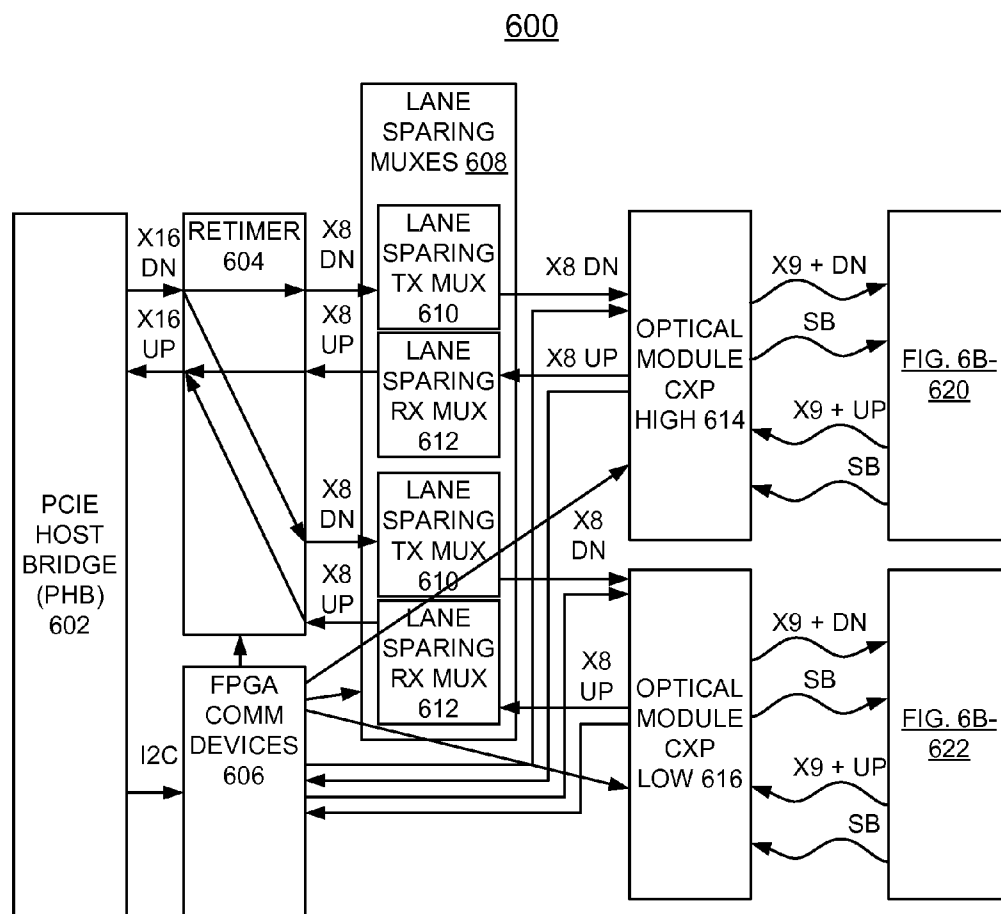 600
LANE
SPARING
MUXES 608
X16
DN
X16
UP
RETIMER
604
X8
DN
X8
UP
LANE
SPARING
TX MUX
610
LANE
SPARING
RX MUX
612
X8 DN
X8 UP
OPTICAL
MODULE
CXP
HIGH 614
X9 + DN
SB
X9 + UP
SB
FIG. 6B-
620
PCIE
HOST
BRIDGE
(PHB)
602
X8
DN
X8
UP
LANE
SPARING
TX MUX
610
LANE
SPARING
RX MUX
612
X8
DN
X8
UP
OPTICAL
MODULE
CXP
LOW 616
X9 + DN
SB
X9 + UP
SB
FIG. 6B-
622
I2C
FPGA
COMM
DEVICES
606